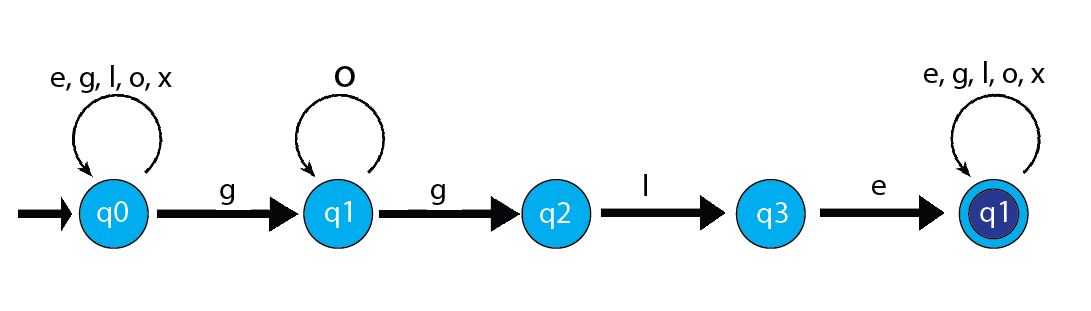 e, g, l, o, x
o
e, g, l, o, x
g
g
l
e
q0
q1
q2
q3
q1